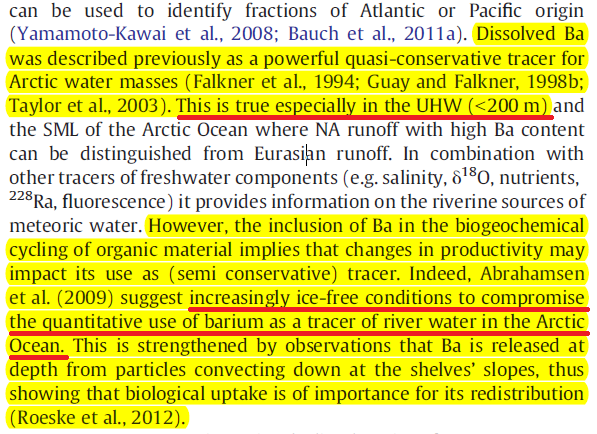 can be used to identify fractions of Atlantic or Pacific origin
(Yamamoto-Kawai et al., 2008; Bauch et al., 2011a). Dissolved Ba
was described previously as a powerful quasi-conservative tracer for
Arctic water masses (Falkner et al., 1994; Guay and Falkner, 1998b;
Taylor et al., 2003). This is true especially in the UHW (<200 m) and
the SML of the Arctic Ocean where NA runoff with high Ba content
can be distinguished from Eurasian runoff. In combination with
other tracers of freshwater components (e.g. salinity, δ18O, nutrients,
228Ra, fluorescence) it provides information on the riverine sources of
meteoric water. However, the inclusion of Ba in the biogeochemical
cycling of organic material implies that changes in productivity may
impact its use as (semi conservative) tracer. Indeed, Abrahamsen
et al. (2009) suggest increasingly ice-free conditions to compromise
the quantitative use of barium as a tracer of river water in the Arctic
Ocean. This is strengthened by observations that Ba is released at
depth from particles convecting down at the shelves' slopes, thus
showing that biological uptake is of importance for its redistribution
(Roeske et al., 2012).